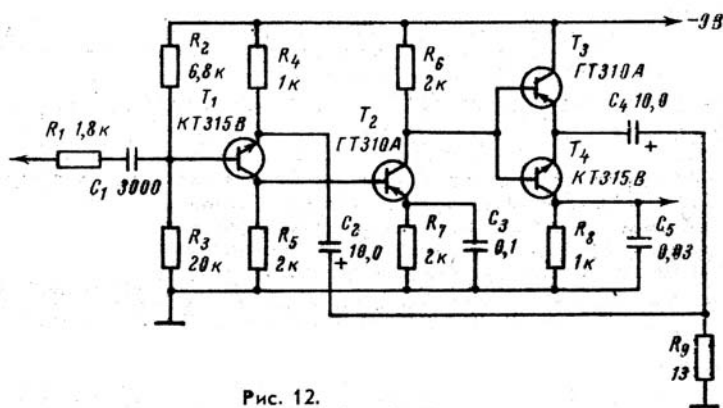 -9В
R2
6,8к
R4
1к
R6
2к
T3
ГТ310А
T1
КТ315В
T2
ГТ310А
C4 10,0
+
R1 1,8к
C1 3000
T4
КТ315В
R3
20к
R5
2к
C2
10,0
+
R7
2к
C3
0,1
R8
1к
C5
0,03
R9
13
Рис. 12.